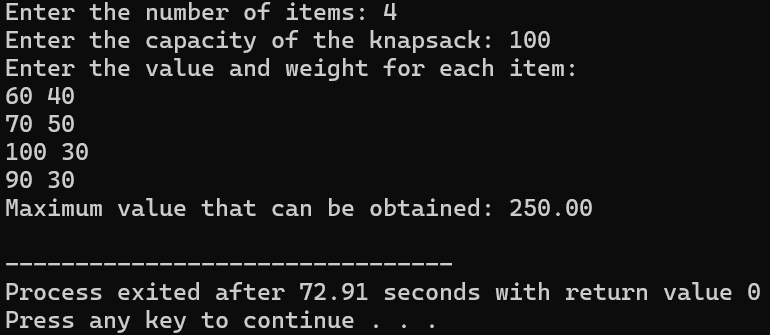 Enter the number of items: 4
Enter the capacity of the knapsack: 100
Enter the value and weight for each item:
60 40
70 50
100 30
90 30
Maximum value that can be obtained: 250.00
--------------------------------
Process exited after 72.91 seconds with return value 0
Press any key to continue . . .